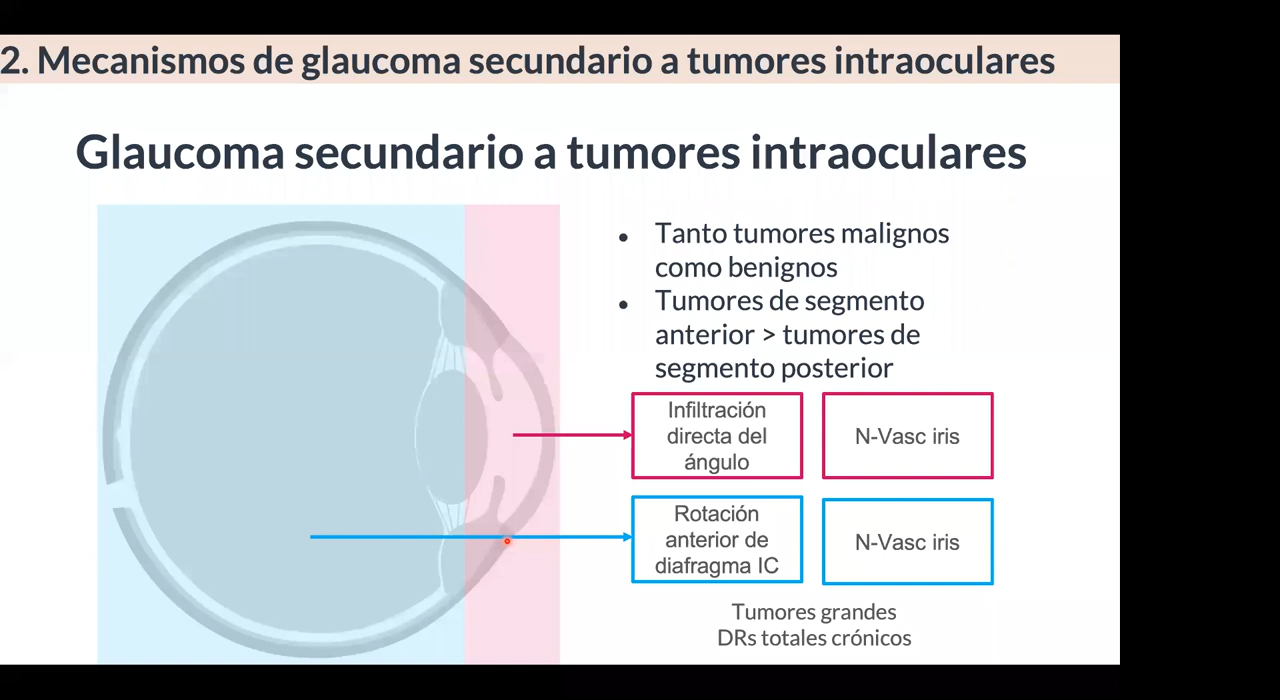 2. Mecanismos de glaucoma secundario a tumores intraoculares
Glaucoma secundario a tumores intraoculares
• Tanto tumores malignos
como benignos
• Tumores de segmento
anterior > tumores de
segmento posterior
Infiltración
directa del
ángulo
N-Vasc iris
Rotación
anterior de
diafragma IC
N-Vasc iris
Tumores grandes
DRs totales crónicos